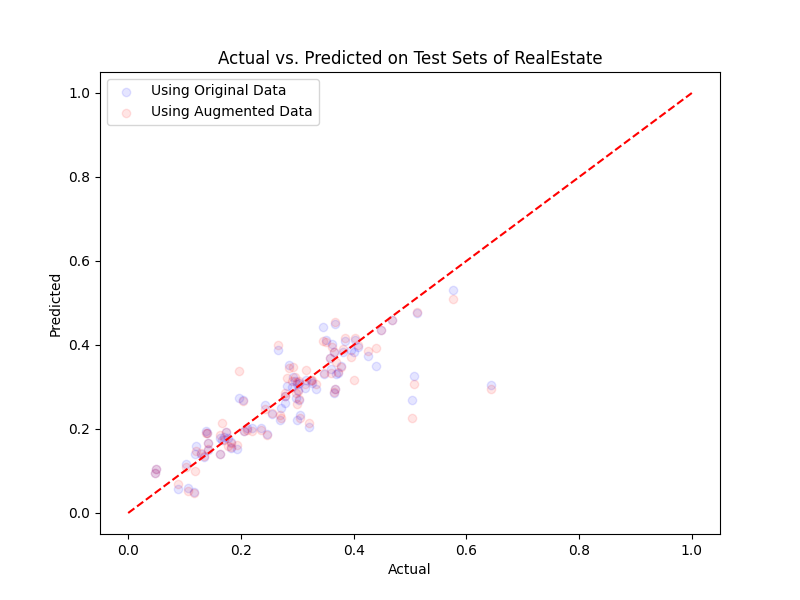 Actual vs. Predicted on Test Sets of RealEstate
Using Original Data
Using Augmented Data
1.0
0.8
0.6
0.4
0.2
0.0
Predicted
0.0 0.2 0.4 0.6 0.8 1.0
Actual